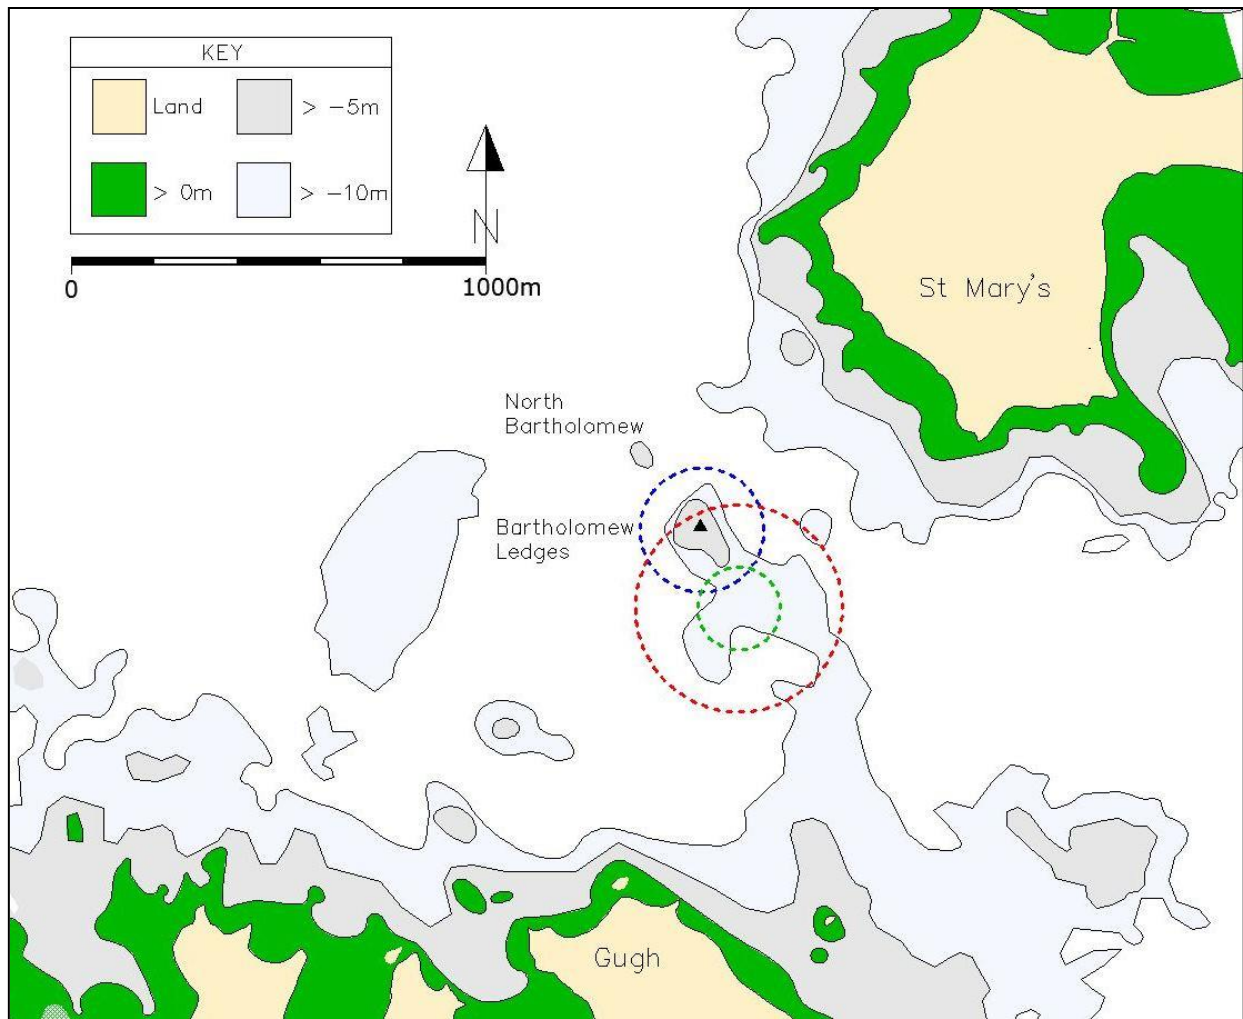 KEY
Land
> -5m
> 0m
> -10m
N
0
1000m
St Mary's
North
Bartholomew
Bartholomew
Ledges
Gugh